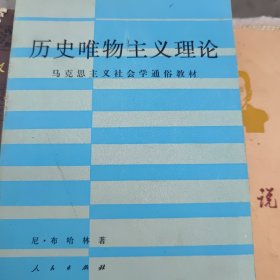 历史唯物主义理论
马克思主义社会学通俗教材
尼·布哈林著
人民出版社
说